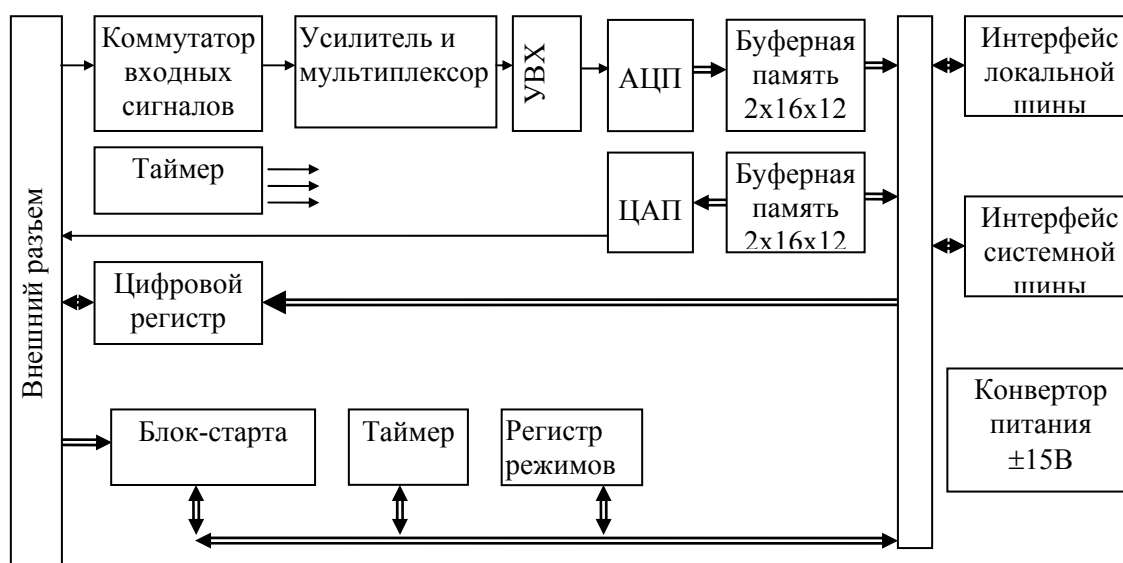 Внешний разъем
Коммутатор
входных
сигналов
Усилитель и
мультиплексор
УВХ
АЦП
Буферная
память
2х16х12
Интерфейс
локальной
шины
Таймер
ЦАП
Буферная
память
2х16х12
Интерфейс
системной
шины
Цифровой
регистр
Конвертор
питания
±15В
Блок-старта
Таймер
Регистр
режимов